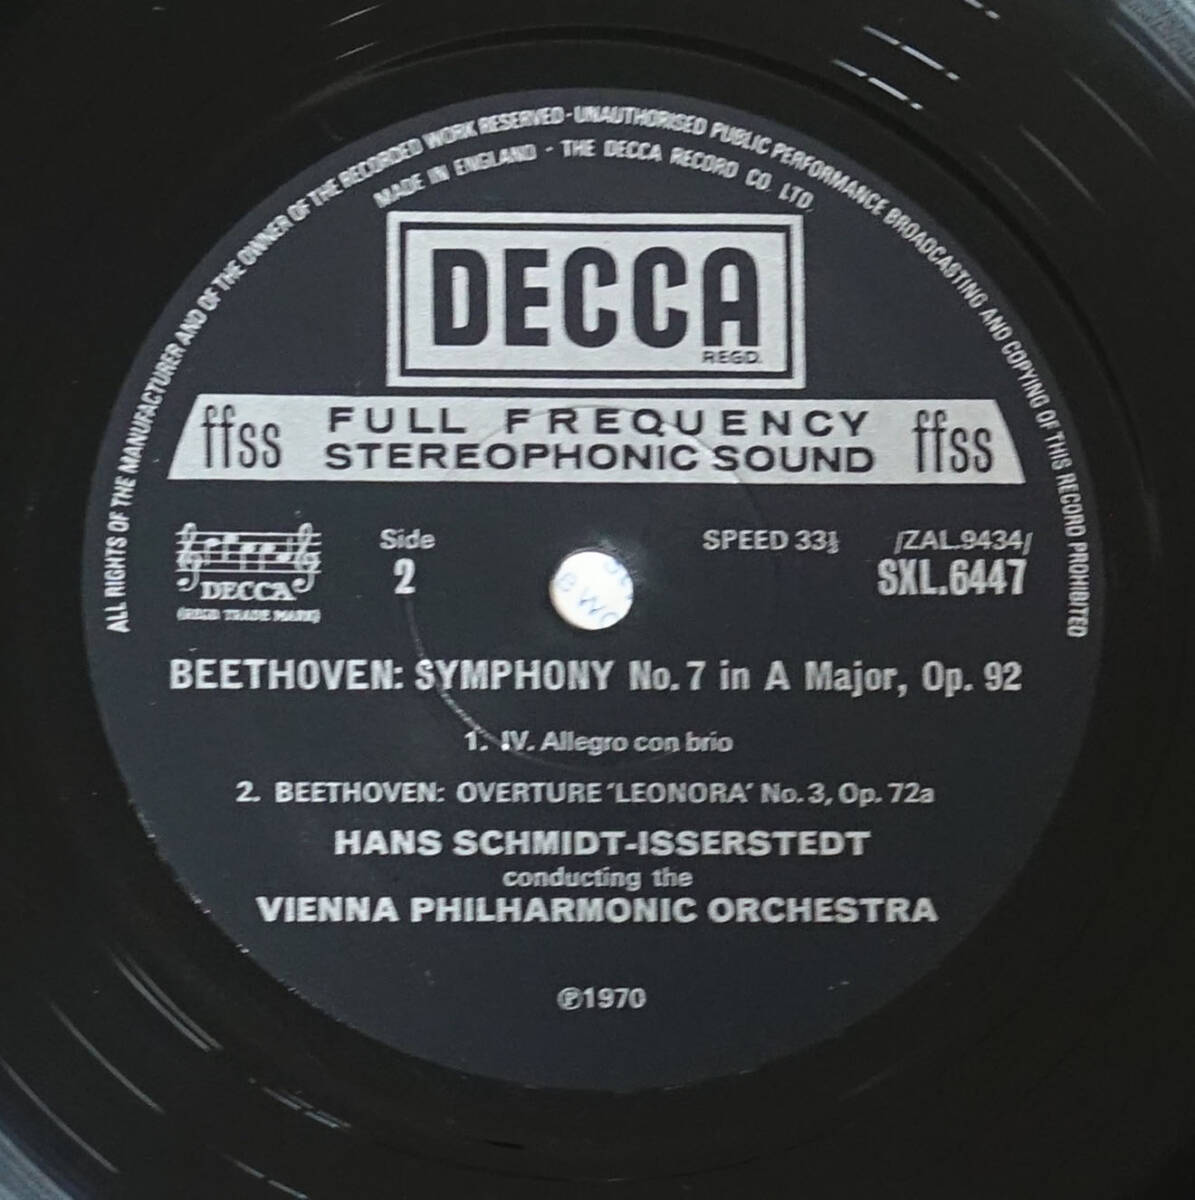 ALL RIGHTS OF THE MANUFACTURER AND OF THE OWNER OF THE RECORDED WORK RESERVED · UNAUTHORISED PUBLIC PERFORMANCE BROADCASTING AND COPYING OF THIS RECORD PROHIBITED
MADE IN ENGLAND · THE DECCA RECORD CO. LTD.
DECCA
REGD.
ffss FULL FREQUENCY STEREOPHONIC SOUND ffss
DECCA
(REGD TRADE MARK)
Side
2
SPEED 33⅓
/ZAL.9434/
SXL.6447
BEETHOVEN: SYMPHONY No. 7 in A Major, Op. 92
1. IV. Allegro con brio
2. BEETHOVEN: OVERTURE 'LEONORA' No. 3, Op. 72a
HANS SCHMIDT-ISSERSTEDT
conducting the
VIENNA PHILHARMONIC ORCHESTRA
℗1970